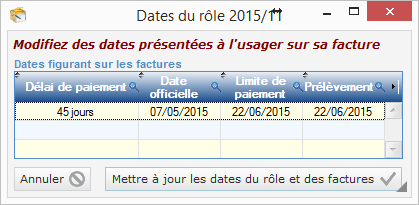 Dates du rôle 2015/11
Modifiez des dates présentées à l'usager sur sa facture
Dates figurant sur les factures
Délai de paiement Date officielle Limite de paiement Prélèvement
45 jours 07/05/2015 22/06/2015 22/06/2015
Annuler Mettre à jour les dates du rôle et des factures